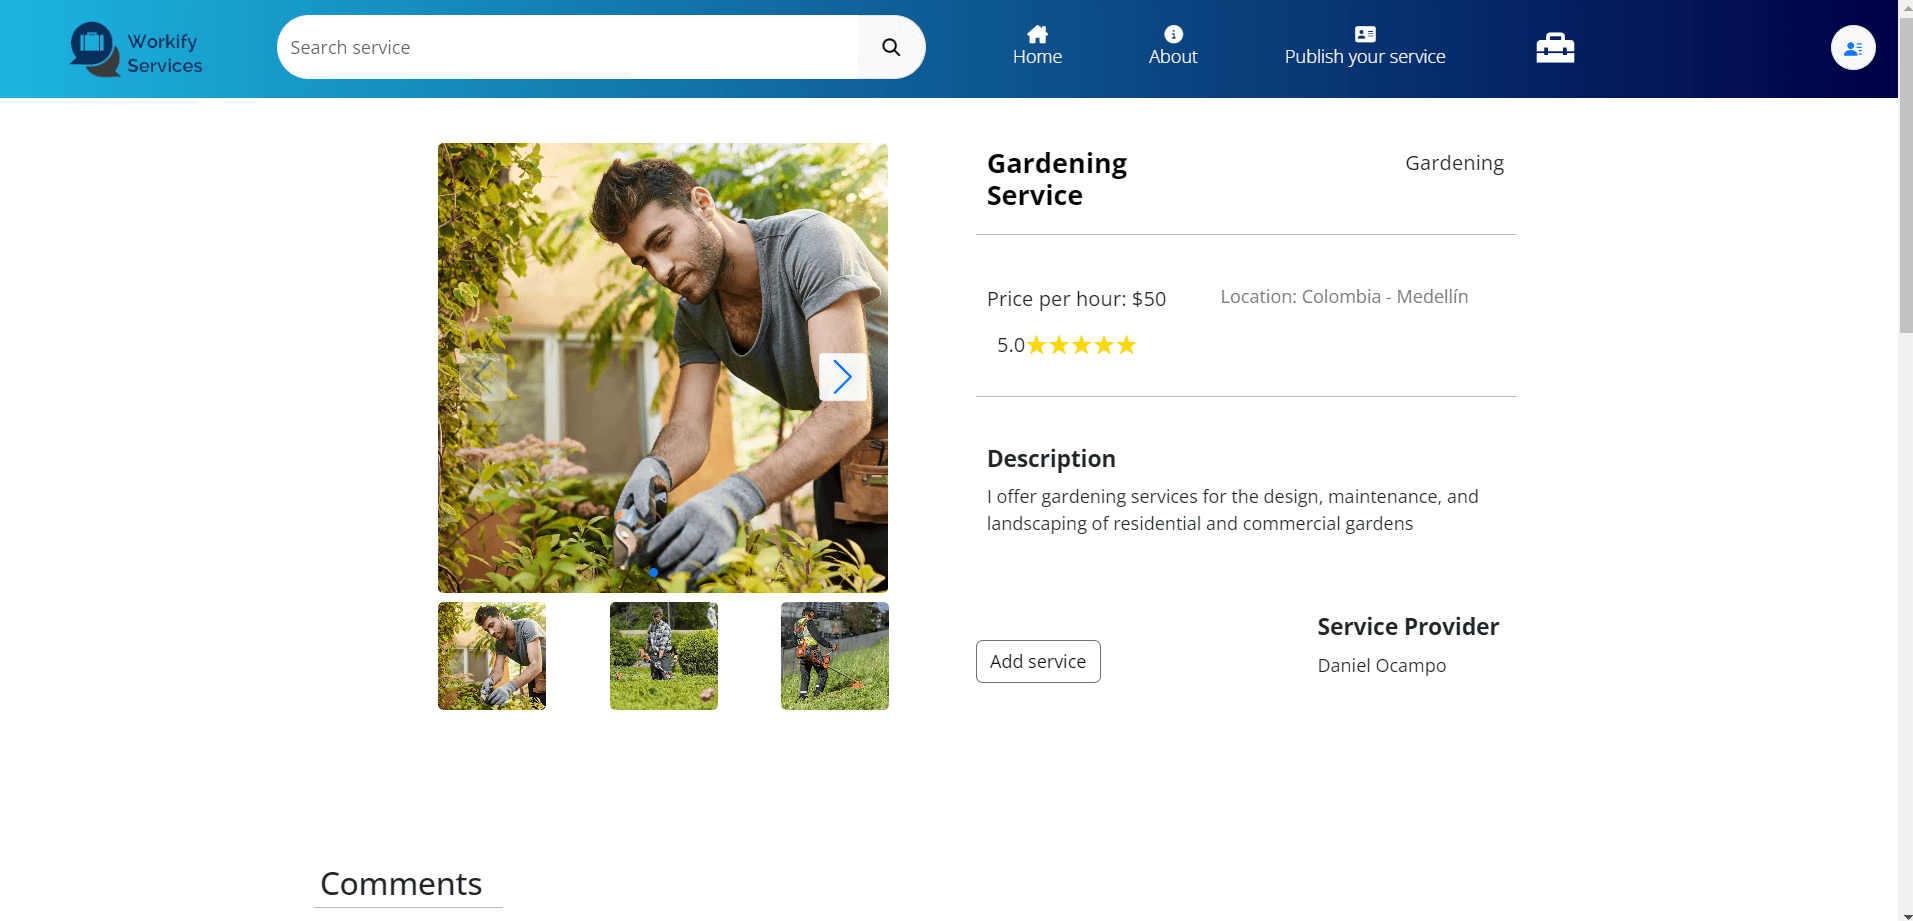 Workify
Services
Search service
Home
About
Publish your service
Gardening
Service
Gardening
Price per hour: $50
Location: Colombia - Medellín
5.0
Description
I offer gardening services for the design, maintenance, and
landscaping of residential and commercial gardens
Add service
Service Provider
Daniel Ocampo
Comments